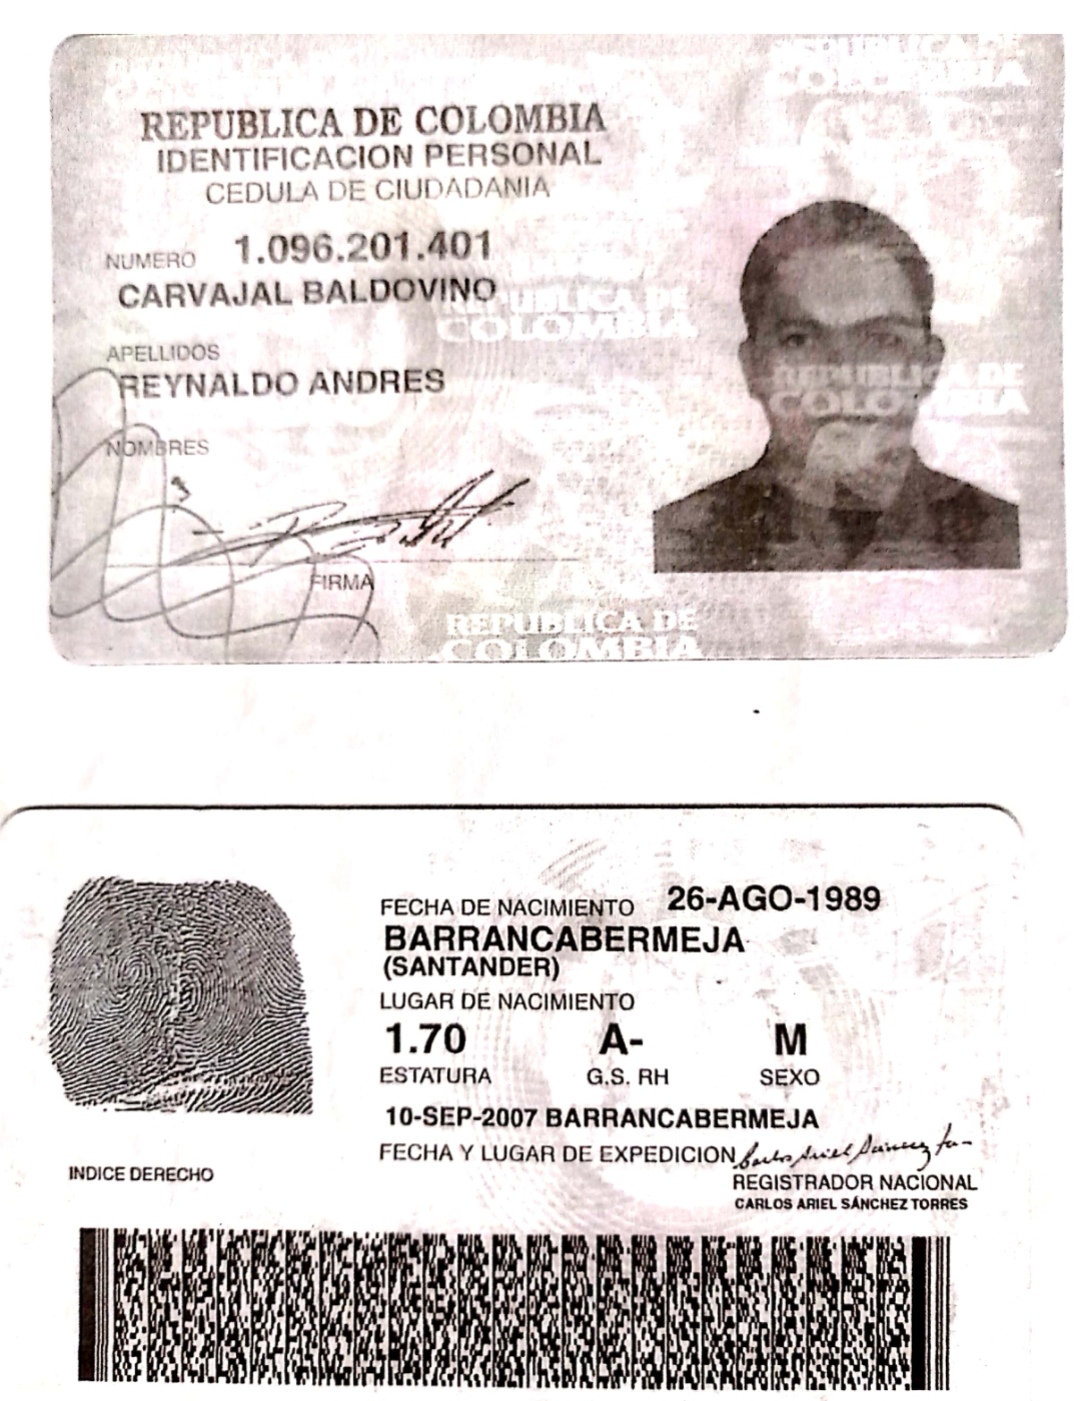 REPUBLICA DE COLOMBIA
REPUBLICA DE COLOMBIA
IDENTIFICACION PERSONAL
CEDULA DE CIUDADANIA
NUMERO 1.096.201.401
CARVAJAL BALDOVINO
REPUBLICA DE
COLOMBIA
APELLIDOS
REYNALDO ANDRES
REPUBLICA DE
COLOMBIA
NOMBRES
FIRMA
REPUBLICA DE
COLOMBIA
FECHA DE NACIMIENTO 26-AGO-1989
BARRANCABERMEJA
(SANTANDER)
LUGAR DE NACIMIENTO
1.70 A- M
ESTATURA G.S. RH SEXO
10-SEP-2007 BARRANCABERMEJA
FECHA Y LUGAR DE EXPEDICION
INDICE DERECHO
REGISTRADOR NACIONAL
CARLOS ARIEL SÁNCHEZ TORRES